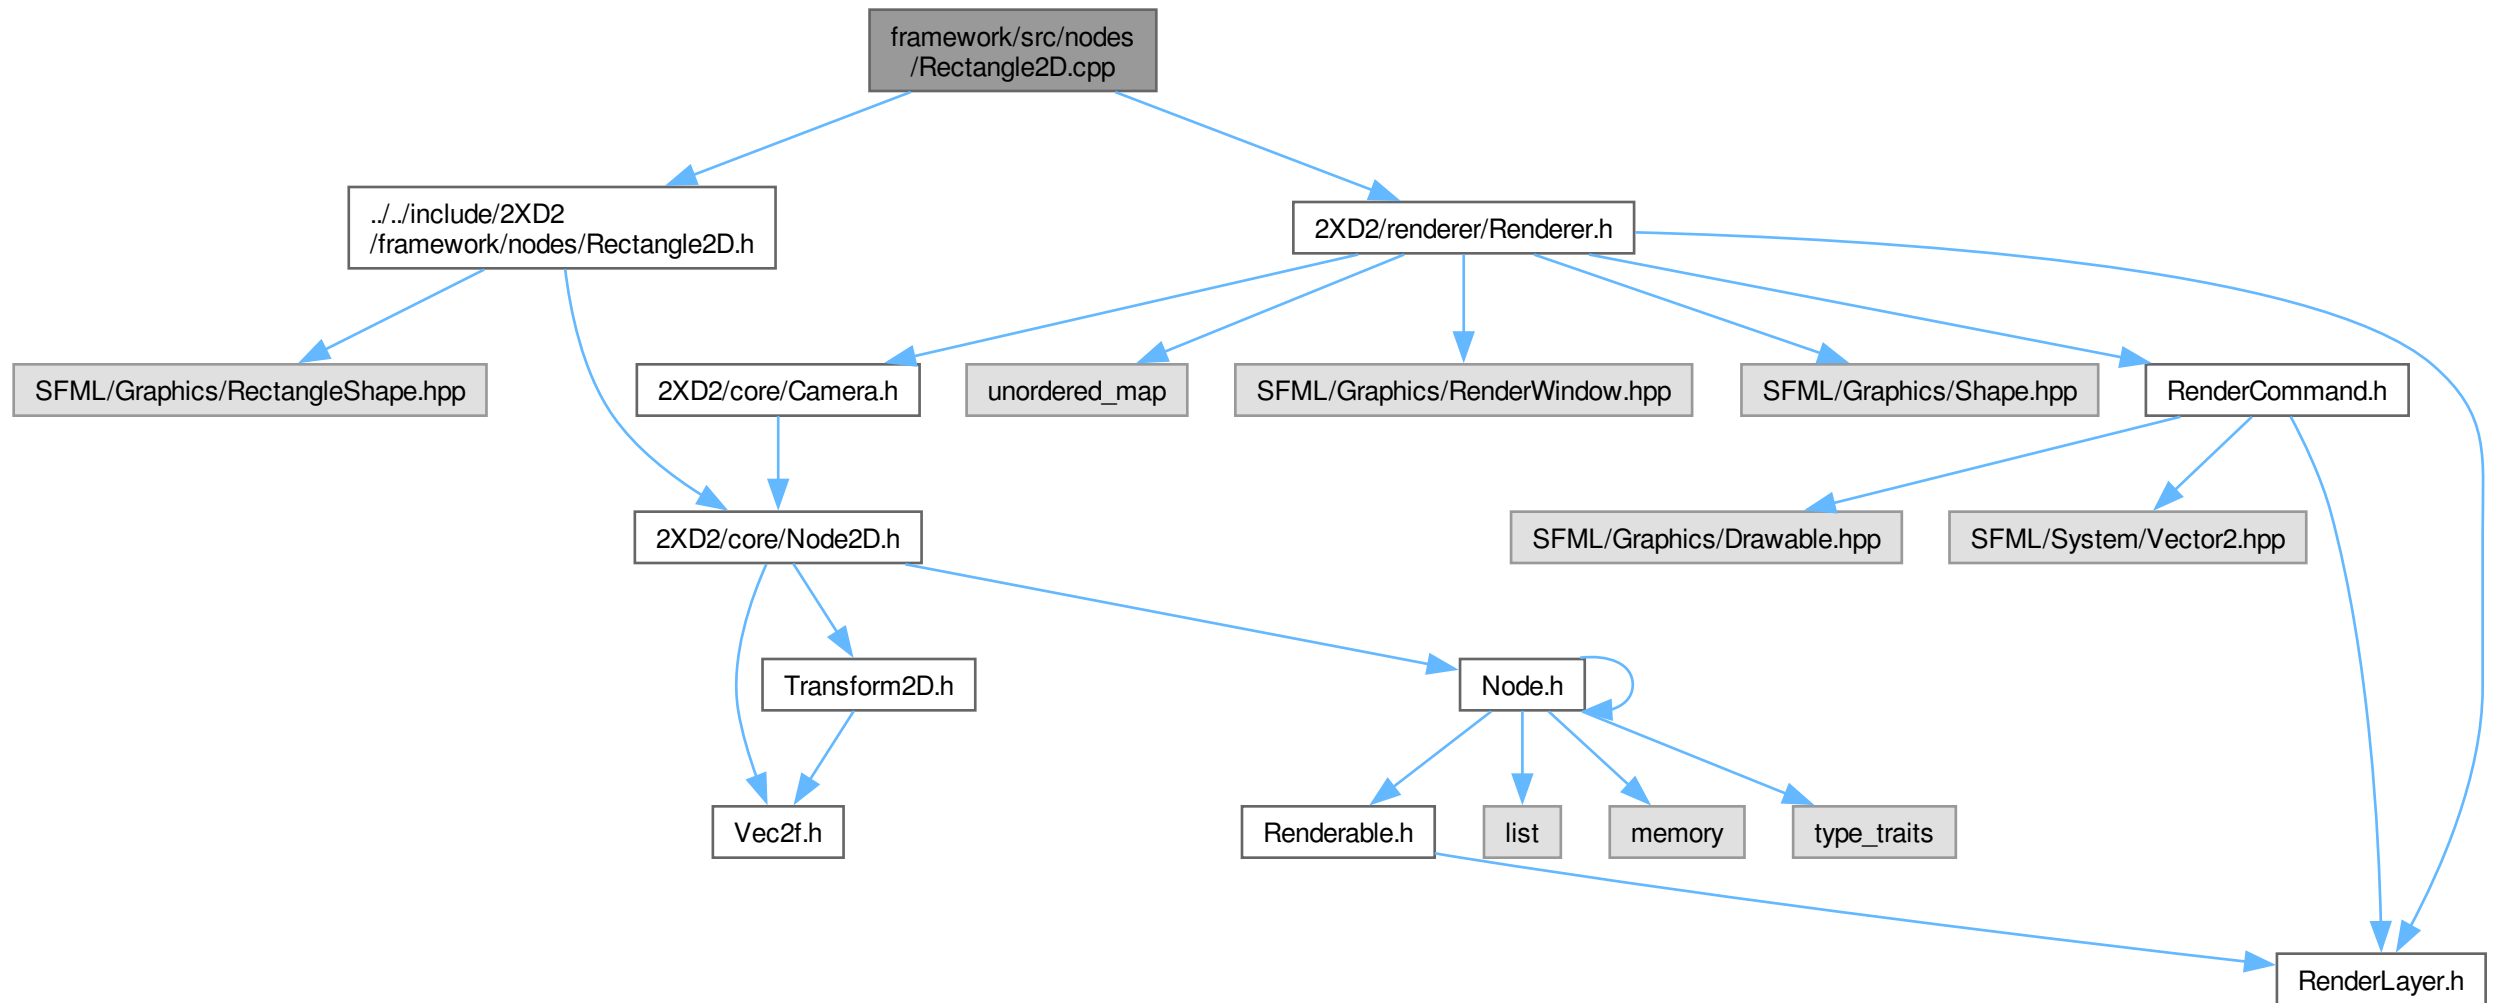 framework/src/nodes
/Rectangle2D.cpp
../../include/2XD2
/framework/nodes/Rectangle2D.h
2XD2/renderer/Renderer.h
SFML/Graphics/RectangleShape.hpp
2XD2/core/Camera.h
unordered_map
SFML/Graphics/RenderWindow.hpp
SFML/Graphics/Shape.hpp
RenderCommand.h
2XD2/core/Node2D.h
SFML/Graphics/Drawable.hpp
SFML/System/Vector2.hpp
Transform2D.h
Node.h
Vec2f.h
Renderable.h
list
memory
type_traits
RenderLayer.h